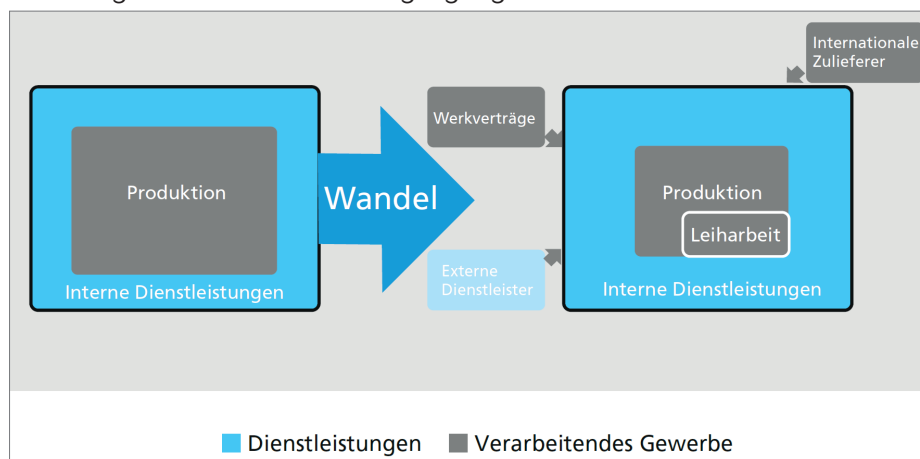 Produktion
Interne Dienstleistungen
Wandel
Werkverträge
Externe
Dienstleister
Internationale
Zulieferer
Produktion
Leiharbeit
Interne Dienstleistungen
Dienstleistungen
Verarbeitendes Gewerbe